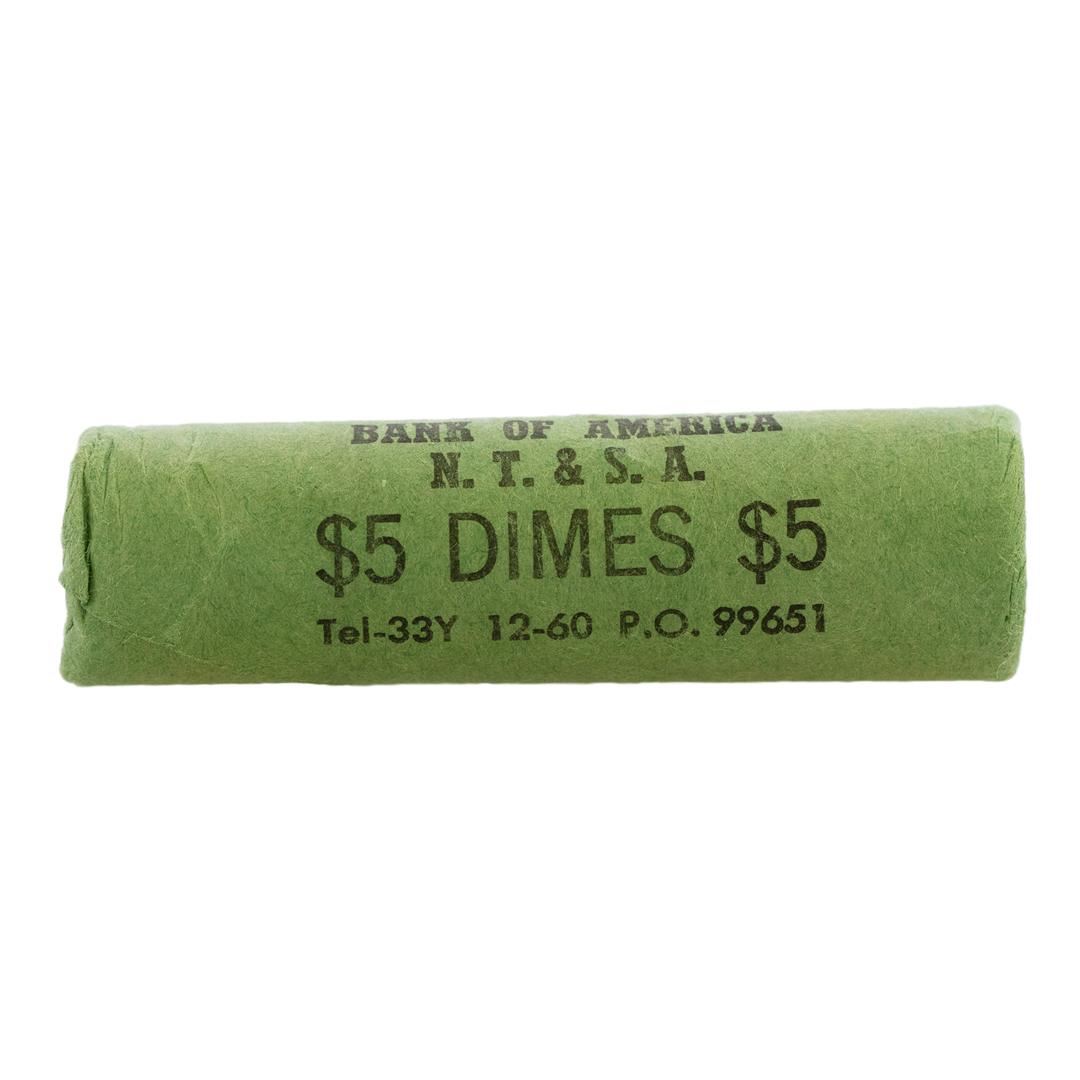 BANK OF AMERICA
N. T. & S. A.
$5 DIMES $5
Tel-33Y 12-60 P.O. 99651